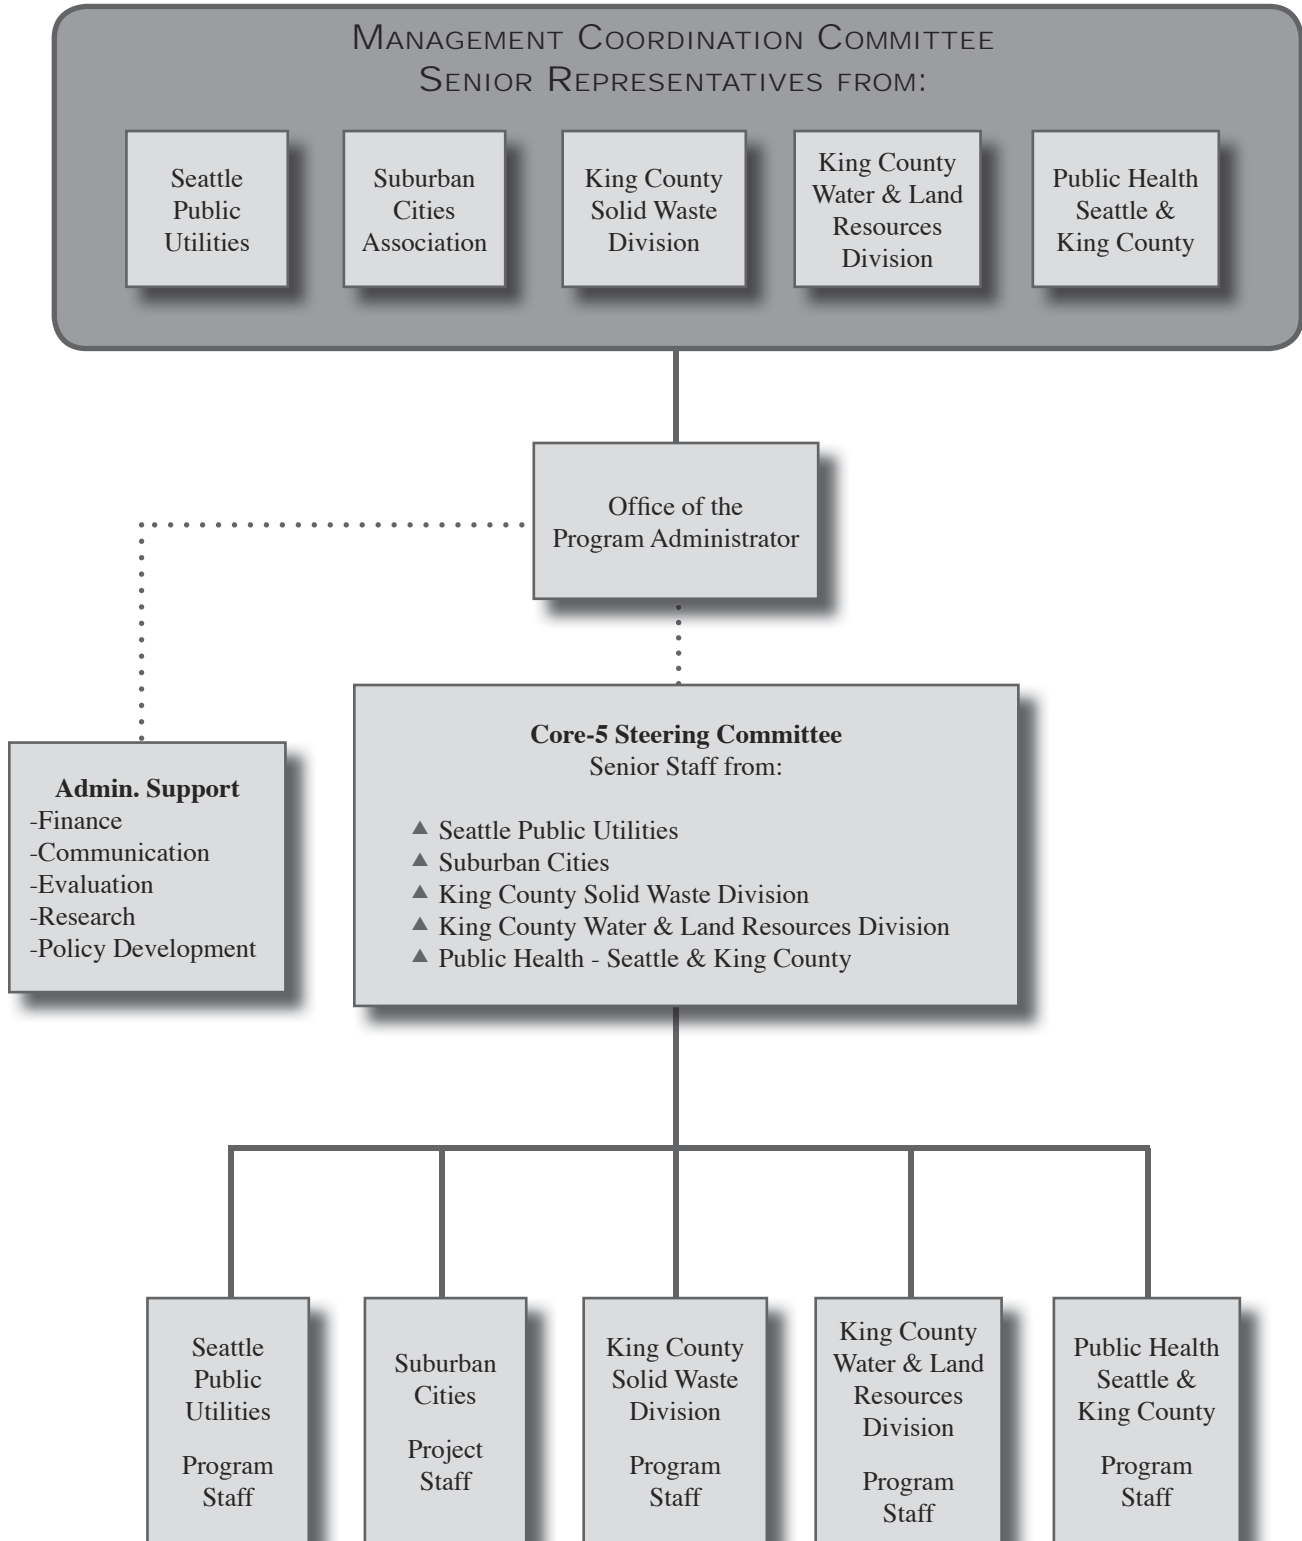 MANAGEMENT COORDINATION COMMITTEE
SENIOR REPRESENTATIVES FROM:
Seattle
Public
Utilities
Suburban
Cities
Association
King County
Solid Waste
Division
King County
Water & Land
Resources
Division
Public Health
Seattle &
King County
Office of the
Program Administrator
Admin. Support
-Finance
-Communication
-Evaluation
-Research
-Policy Development
Core-5 Steering Committee
Senior Staff from:
▲ Seattle Public Utilities
▲ Suburban Cities
▲ King County Solid Waste Division
▲ King County Water & Land Resources Division
▲ Public Health - Seattle & King County
Seattle
Public
Utilities
Program
Staff
Suburban
Cities
Project
Staff
King County
Solid Waste
Division
Program
Staff
King County
Water & Land
Resources
Division
Program
Staff
Public Health
Seattle &
King County
Program
Staff